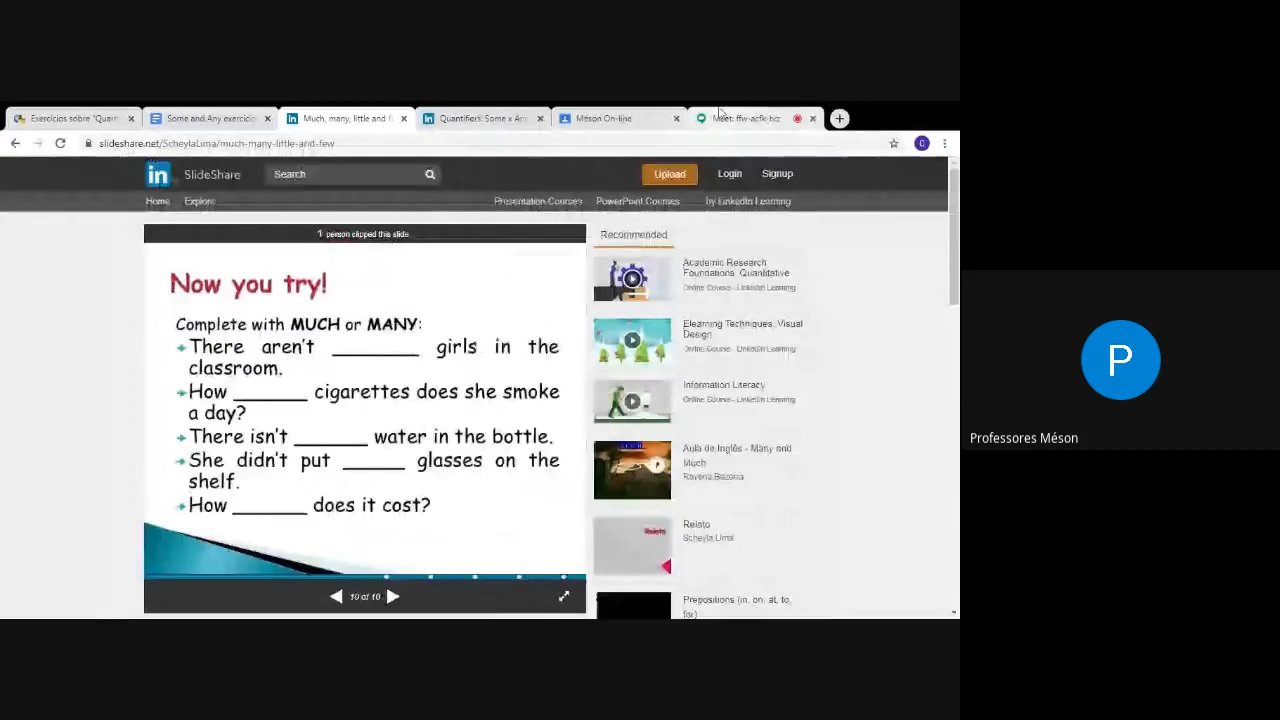 Exercícios sobre "Quan
Some and Any exercício
Much, many, little and f
Quantifiers: Some x An
Méson On-line
Meet: ffw-acfk-
slideshare.net/ScheylaLima/much-many-little-and-few
in SlideShare
Search
Upload
Login
Signup
Home
Explore
Presentation Courses
PowerPoint Courses
by LinkedIn Learning
1 person clipped this slide
Now you try!
Complete with MUCH or MANY:
There aren't ________ girls in the
classroom.
How _______ cigarettes does she smoke
a day?
There isn't _______ water in the bottle.
She didn't put ______ glasses on the
shelf.
How _______ does it cost?
10 of 10
Recommended
Academic Research
Foundations: Quantitative
Online Course - LinkedIn Learning
Elearning Techniques: Visual
Design
Online Course - LinkedIn Learning
Information Literacy
Online Course - LinkedIn Learning
Aula de Inglês - Many and
Much
Relato
Scheyla Lima
Prepositions (in, on, at, to,
for)
P
Professores Méson